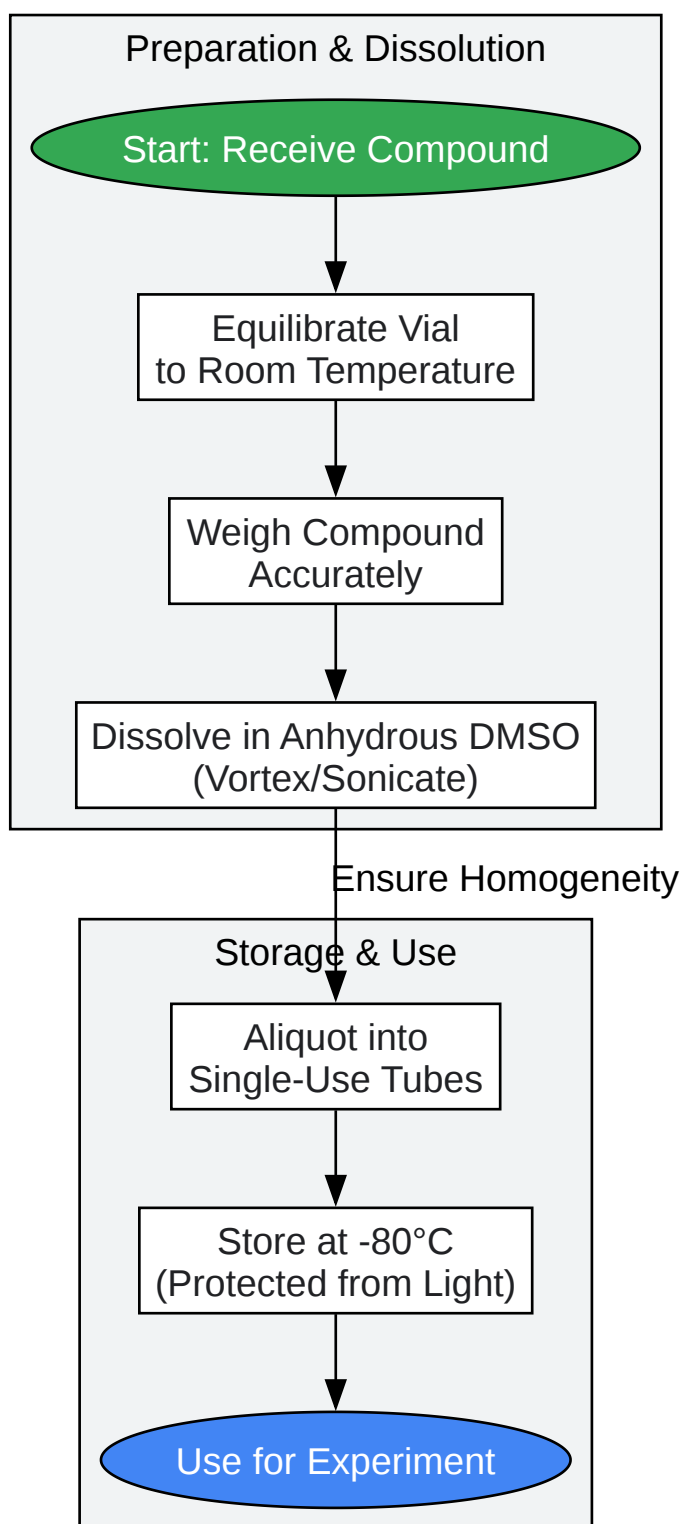 Preparation & Dissolution
Start: Receive Compound
Equilibrate Vial
to Room Temperature
Weigh Compound
Accurately
Dissolve in Anhydrous DMSO
(Vortex/Sonicate)
Ensure Homogeneity
Storage & Use
Aliquot into
Single-Use Tubes
Store at -80°C
(Protected from Light)
Use for Experiment